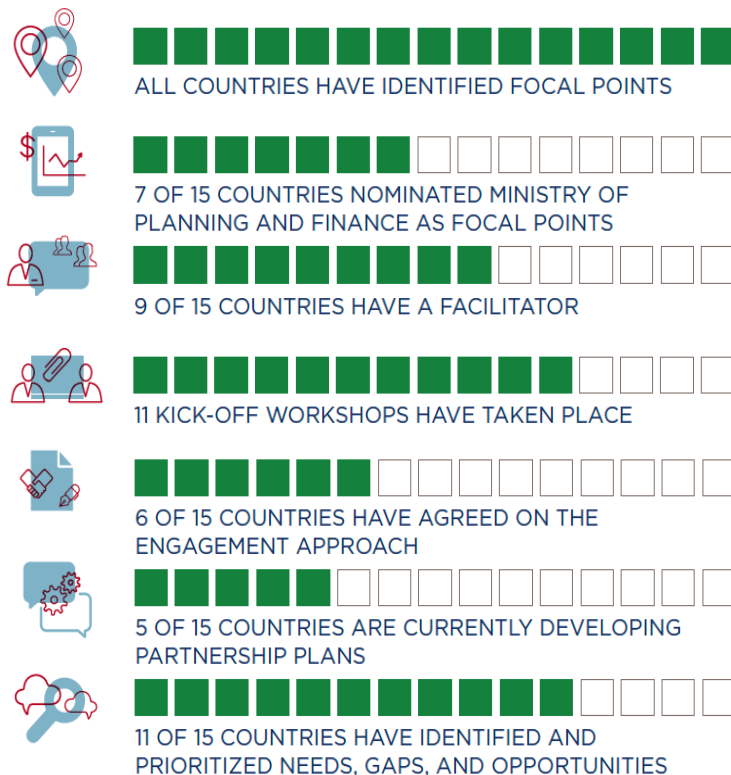 ALL COUNTRIES HAVE IDENTIFIED FOCAL POINTS
$
7 OF 15 COUNTRIES NOMINATED MINISTRY OF
PLANNING AND FINANCE AS FOCAL POINTS
9 OF 15 COUNTRIES HAVE A FACILITATOR
11 KICK-OFF WORKSHOPS HAVE TAKEN PLACE
6 OF 15 COUNTRIES HAVE AGREED ON THE
ENGAGEMENT APPROACH
5 OF 15 COUNTRIES ARE CURRENTLY DEVELOPING
PARTNERSHIP PLANS
11 OF 15 COUNTRIES HAVE IDENTIFIED AND
PRIORITIZED NEEDS, GAPS, AND OPPORTUNITIES